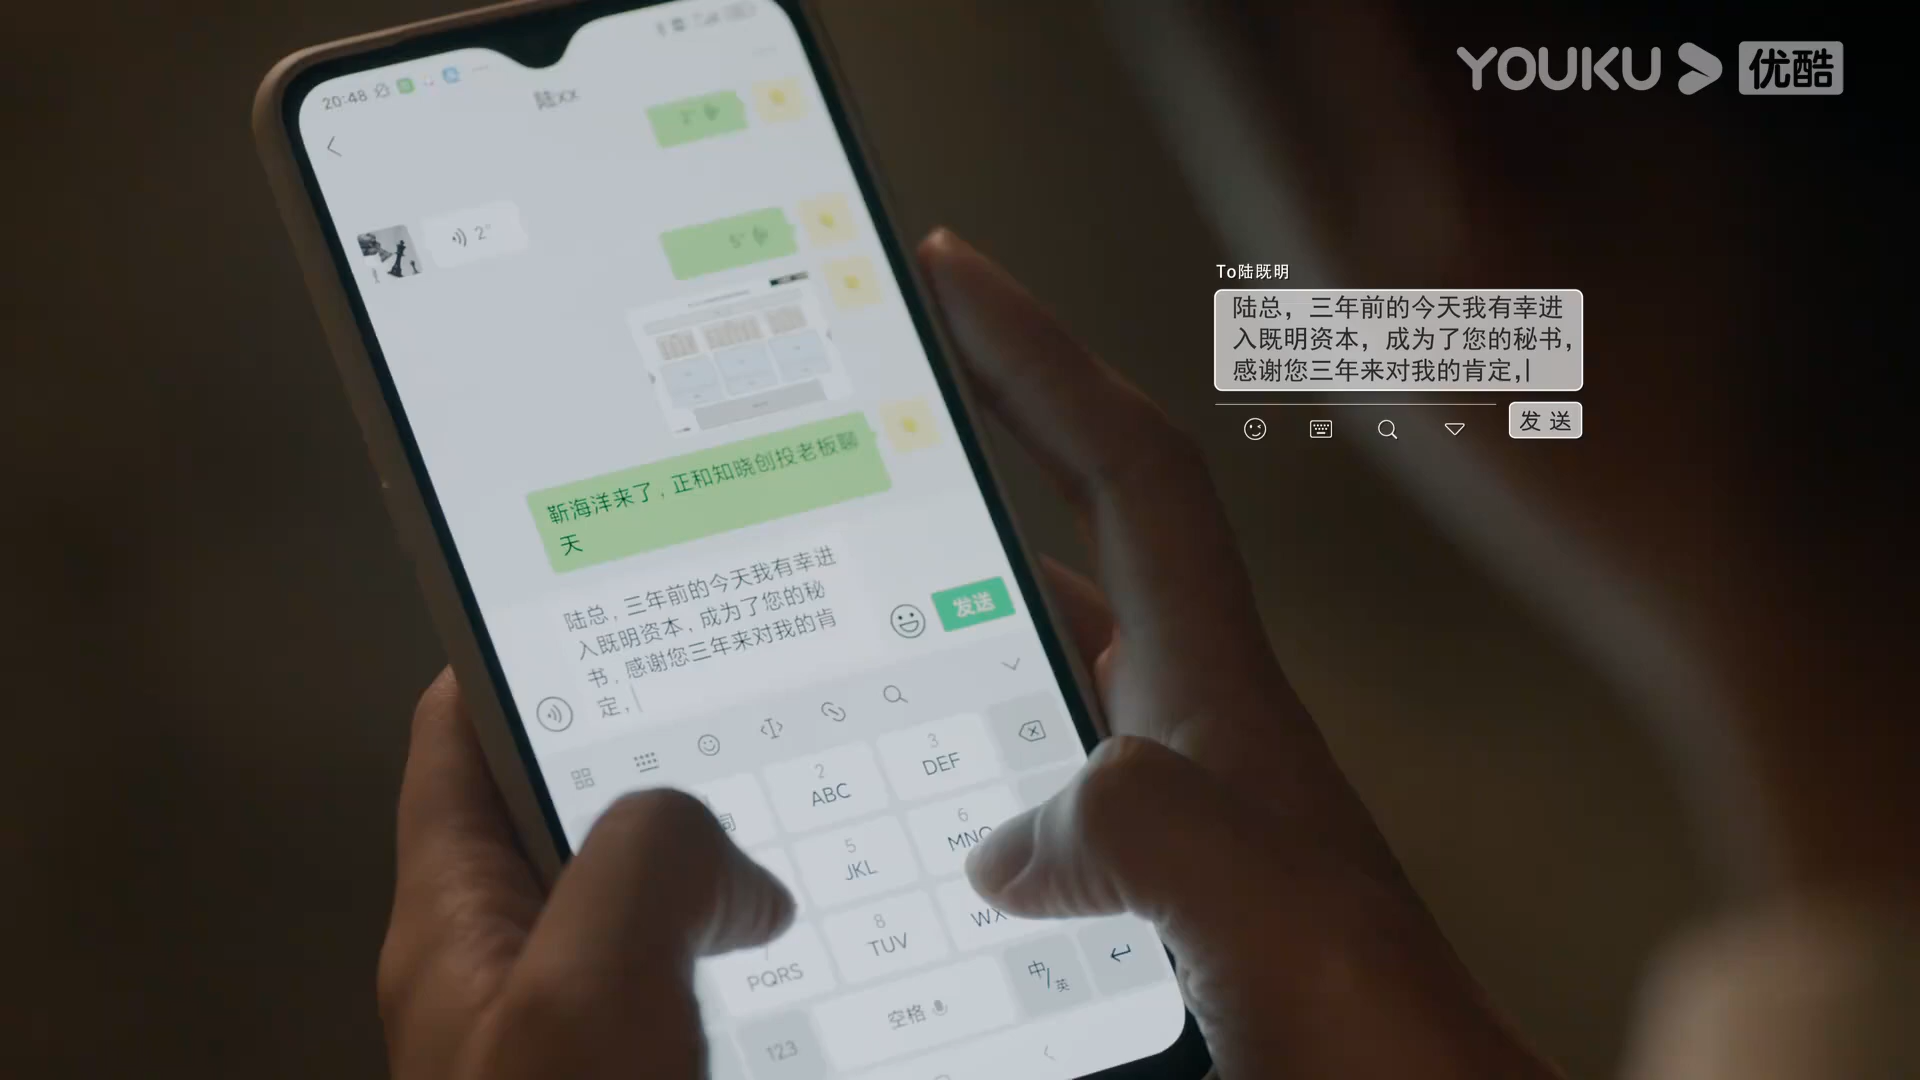 YOUKU 优酷
20:48
陆xx
2"
2"
5"
靳海洋来了，正和知晓创投老板聊
天
陆总，三年前的今天我有幸进
入既明资本，成为了您的秘
书，感谢您三年来对我的肯
定，
发送
To陆既明
陆总，三年前的今天我有幸进
入既明资本，成为了您的秘书，
感谢您三年来对我的肯定,
发送
2
ABC
3
DEF
词
5
JKL
6
MNO
7
PQRS
8
TUV
WX
123
空格
中/英